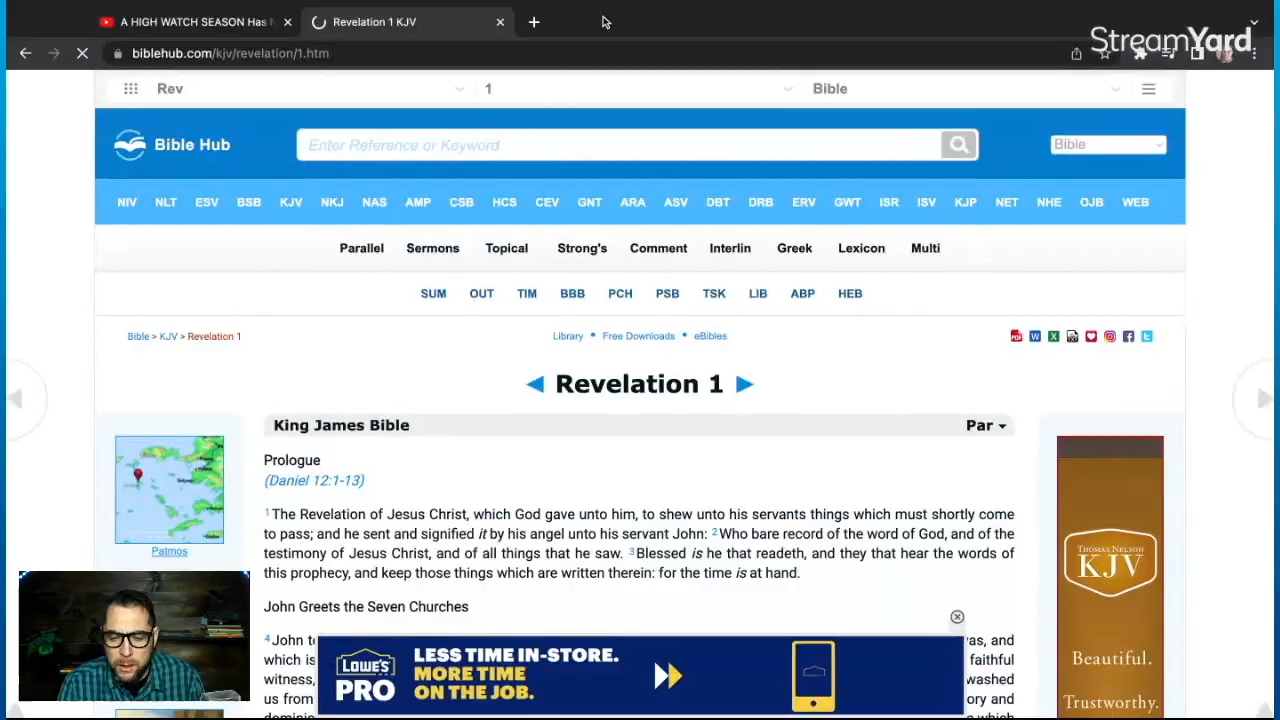 A HIGH WATCH SEASON Has
Revelation 1 KJV
StreamYard
biblehub.com/kjv/revelation/1.htm
Rev
1
Bible
Bible Hub
Enter Reference or Keyword
Bible
NIV NLT ESV BSB KJV NKJ NAS AMP CSB HCS CEV GNT ARA ASV DBT DRB ERV GWT ISR ISV KJP NET NHE OJB WEB
Parallel Sermons Topical Strong's Comment Interlin Greek Lexicon Multi
SUM OUT TIM BBB PCH PSB TSK LIB ABP HEB
Bible > KJV > Revelation 1
Library • Free Downloads • eBibles
PDF W X
◄ Revelation 1 ►
King James Bible
Par
Prologue
(Daniel 12:1-13)
1 The Revelation of Jesus Christ, which God gave unto him, to shew unto his servants things which must shortly come
to pass; and he sent and signified it by his angel unto his servant John: 2 Who bare record of the word of God, and of the
testimony of Jesus Christ, and of all things that he saw. 3 Blessed is he that readeth, and they that hear the words of
this prophecy, and keep those things which are written therein: for the time is at hand.
Patmos
John Greets the Seven Churches
4 John
which is
witness,
us from
and
faithful
washed
and
which
LOWE'S
PRO
LESS TIME IN-STORE.
MORE TIME
ON THE JOB.
THOMAS NELSON
KJV
Beautiful.
Trustworthy.